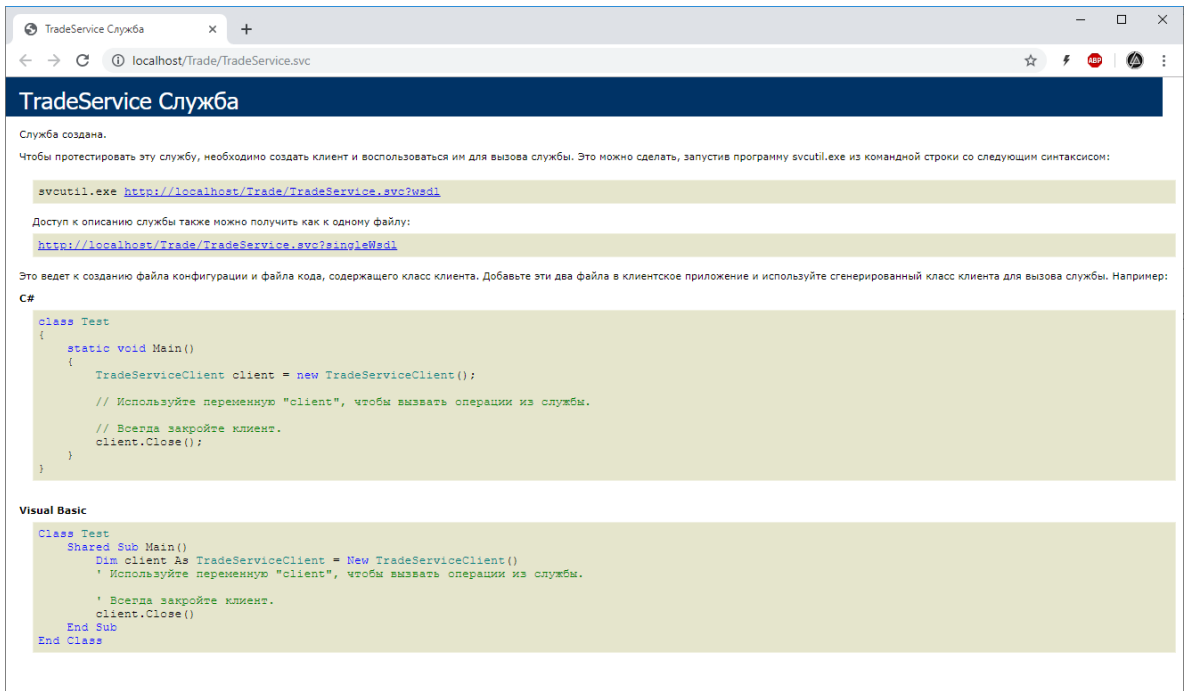 TradeService Служба
localhost/Trade/TradeService.svc
ABP
TradeService Служба
Служба создана.
Чтобы протестировать эту службу, необходимо создать клиент и воспользоваться им для вызова службы. Это можно сделать, запустив программу svcutil.exe из командной строки со следующим синтаксисом:
svcutil.exe http://localhost/Trade/TradeService.svc?wsdl
Доступ к описанию службы также можно получить как к одному файлу:
http://localhost/Trade/TradeService.svc?singleWsdl
Это ведет к созданию файла конфигурации и файла кода, содержащего класс клиента. Добавьте эти два файла в клиентское приложение и используйте сгенерированный класс клиента для вызова службы. Например:
C#
class Test
{
    static void Main()
    {
        TradeServiceClient client = new TradeServiceClient();
        // Используйте переменную "client", чтобы вызвать операции из службы.
        // Всегда закройте клиент.
        client.Close();
    }
}
Visual Basic
Class Test
    Shared Sub Main()
        Dim client As TradeServiceClient = New TradeServiceClient()
        ' Используйте переменную "client", чтобы вызвать операции из службы.
        ' Всегда закройте клиент.
        client.Close()
    End Sub
End Class